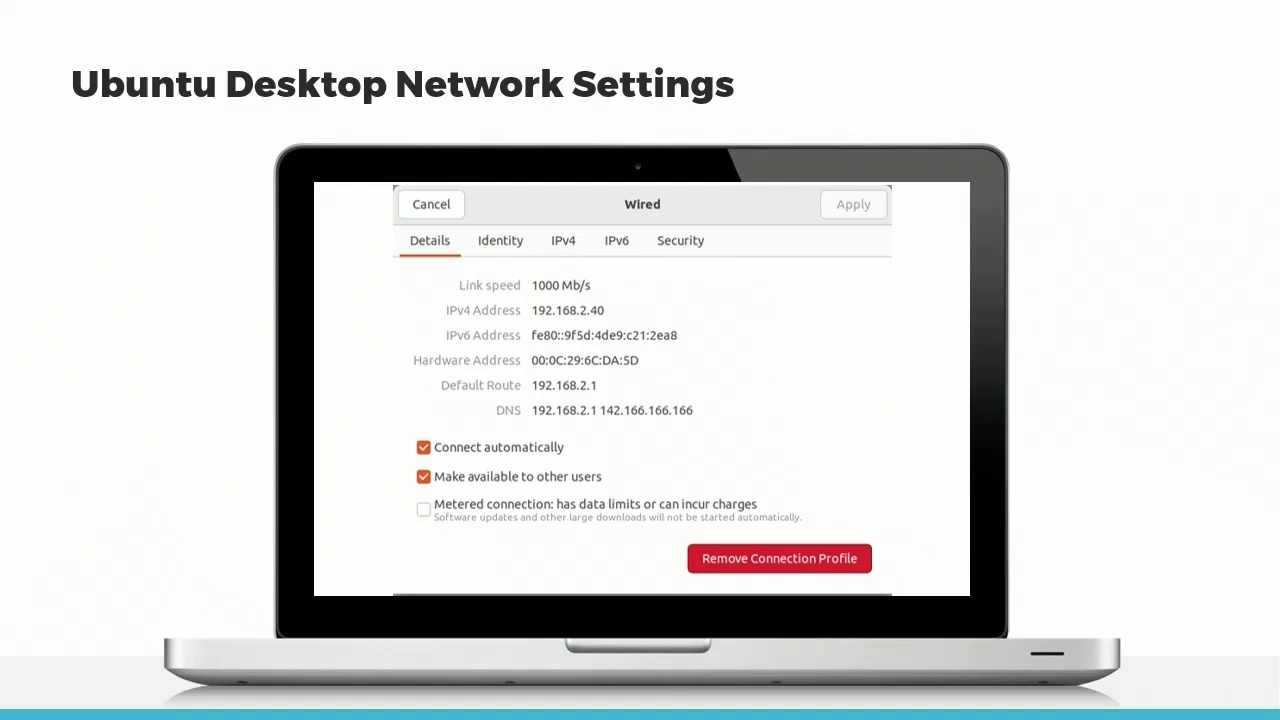 Ubuntu Desktop Network Settings
Cancel Wired Apply
Details Identity IPv4 IPv6 Security
Link speed 1000 Mb/s
IPv4 Address 192.168.2.40
IPv6 Address fe80::9f5d:4de9:c21:2ea8
Hardware Address 00:0C:29:6C:DA:5D
Default Route 192.168.2.1
DNS 192.168.2.1 142.166.166.166
Connect automatically
Make available to other users
Metered connection: has data limits or can incur charges
Software updates and other large downloads will not be started automatically.
Remove Connection Profile